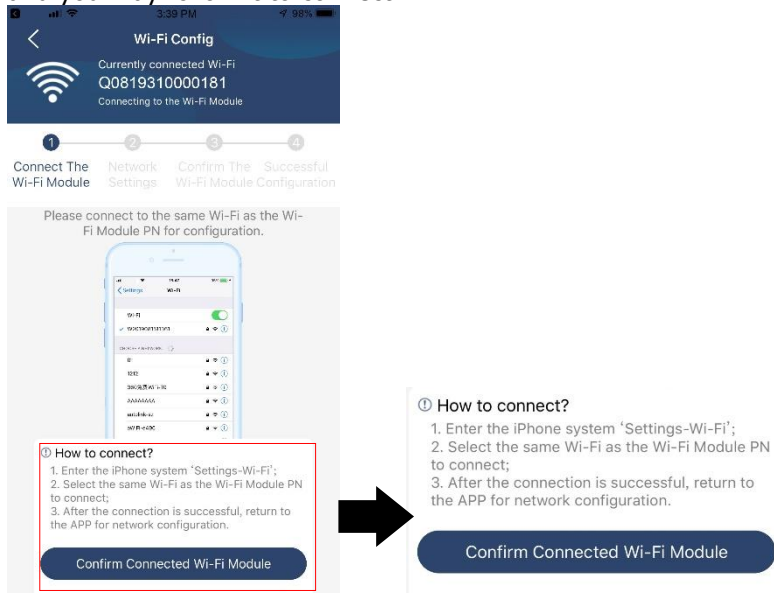 3:39 PM
98%
Wi-Fi Config
Currently connected Wi-Fi
Q0819310000181
Connecting to the Wi-Fi Module
1
2
3
4
Connect The
Wi-Fi Module
Network
Settings
Confirm The
Wi-Fi Module
Successful
Configuration
Please connect to the same Wi-Fi as the Wi-
Fi Module PN for configuration.
Settings
Wi-Fi
Wi-Fi
How to connect?
1. Enter the iPhone system ‘Settings-Wi-Fi’;
2. Select the same Wi-Fi as the Wi-Fi Module PN
to connect;
3. After the connection is successful, return to
the APP for network configuration.
Confirm Connected Wi-Fi Module
How to connect?
1. Enter the iPhone system ‘Settings-Wi-Fi’;
2. Select the same Wi-Fi as the Wi-Fi Module PN
to connect;
3. After the connection is successful, return to
the APP for network configuration.
Confirm Connected Wi-Fi Module